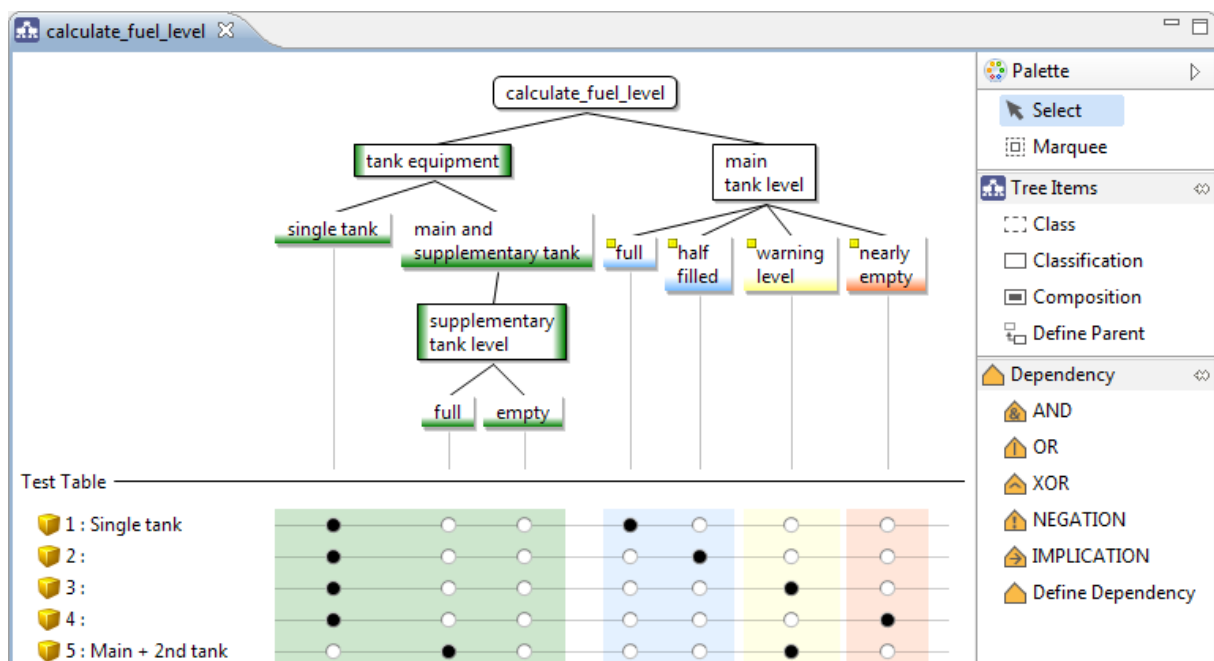 calculate_fuel_level
calculate_fuel_level
tank equipment
main
tank level
single tank
main and
supplementary tank
full
half
filled
warning
level
nearly
empty
supplementary
tank level
full
empty
Test Table
1 : Single tank
2 :
3 :
4 :
5 : Main + 2nd tank
Palette
Select
Marquee
Tree Items
Class
Classification
Composition
Define Parent
Dependency
& AND
OR
XOR
NEGATION
IMPLICATION
Define Dependency